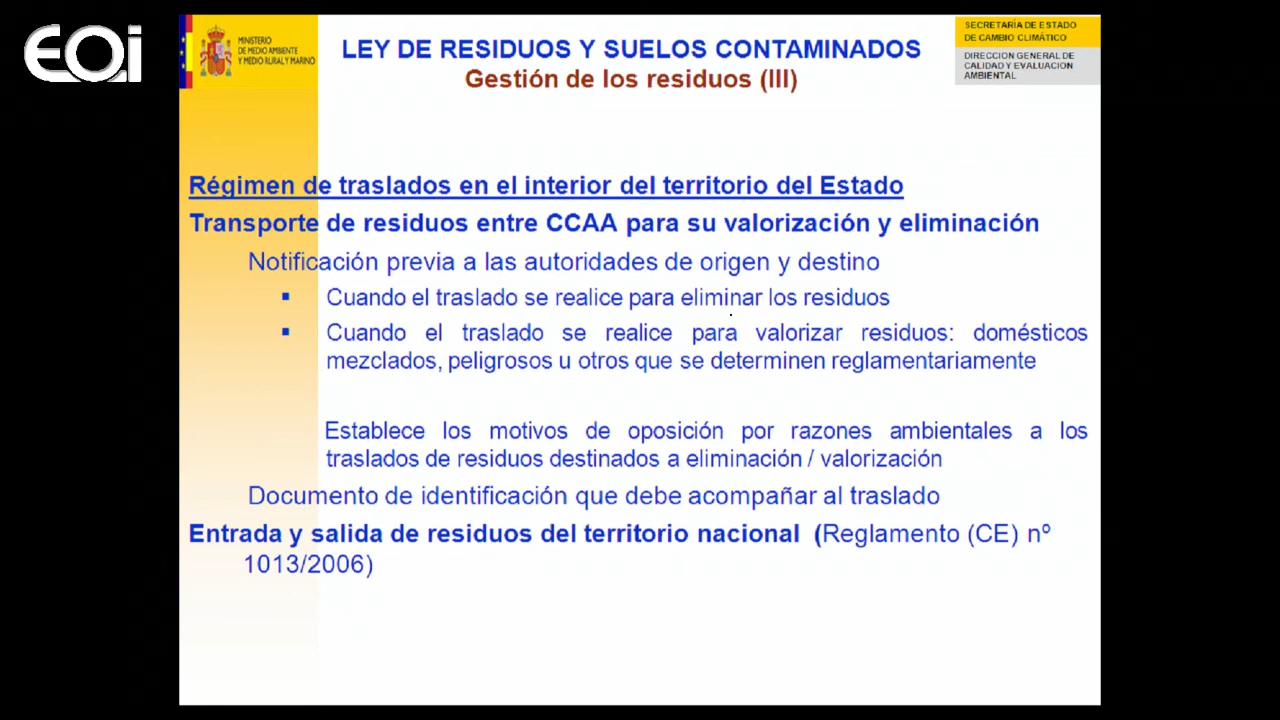 EOi
MINISTERIO
DE MEDIO AMBIENTE
Y MEDIO RURAL Y MARINO
LEY DE RESIDUOS Y SUELOS CONTAMINADOS
Gestión de los residuos (III)
SECRETARÍA DE ESTADO
DE CAMBIO CLIMÁTICO
DIRECCION GENERAL DE
CALIDAD Y EVALUACION
AMBIENTAL
Régimen de traslados en el interior del territorio del Estado
Transporte de residuos entre CCAA para su valorización y eliminación
Notificación previa a las autoridades de origen y destino
▪ Cuando el traslado se realice para eliminar los residuos
▪ Cuando el traslado se realice para valorizar residuos: domésticos
mezclados, peligrosos u otros que se determinen reglamentariamente
Establece los motivos de oposición por razones ambientales a los
traslados de residuos destinados a eliminación / valorización
Documento de identificación que debe acompañar al traslado
Entrada y salida de residuos del territorio nacional (Reglamento (CE) nº
1013/2006)